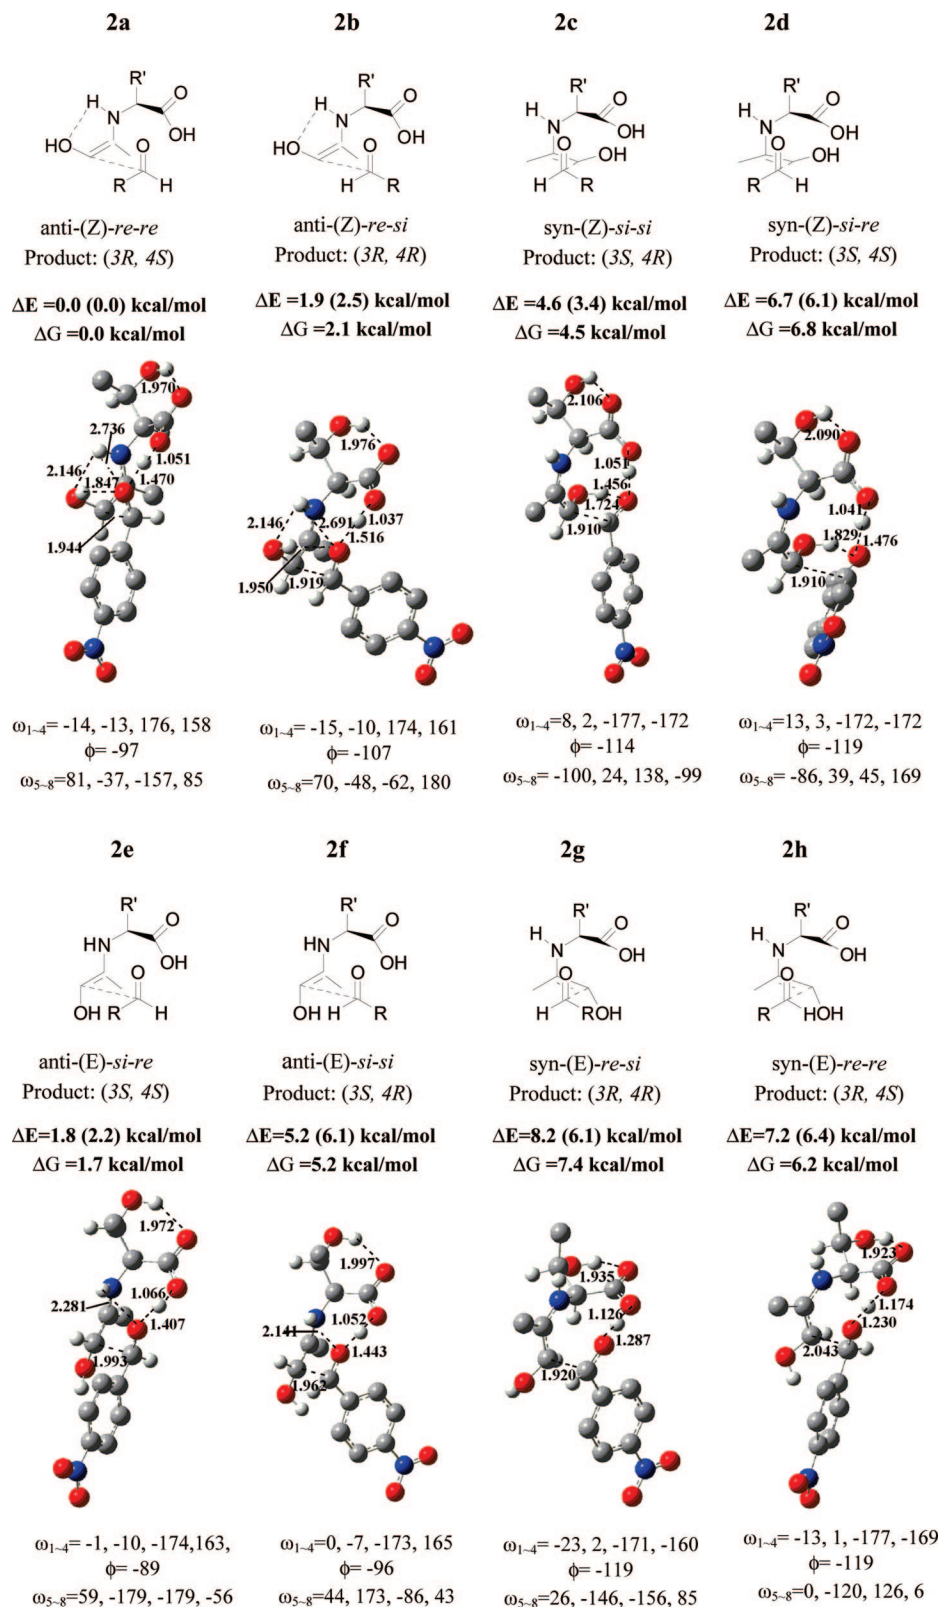 2a 2b 2c 2d
R' R' R' R'
H N O OH HO O R H
H N O OH HO O H R
H N O OH O OH H R
H N O OH O OH R H
anti-(Z)-re-re anti-(Z)-re-si syn-(Z)-si-si syn-(Z)-si-re
Product: (3R, 4S) Product: (3R, 4R) Product: (3S, 4R) Product: (3S, 4S)
ΔE =0.0 (0.0) kcal/mol ΔE =1.9 (2.5) kcal/mol ΔE =4.6 (3.4) kcal/mol ΔE =6.7 (6.1) kcal/mol
ΔG =0.0 kcal/mol ΔG =2.1 kcal/mol ΔG =4.5 kcal/mol ΔG =6.8 kcal/mol
1.970 2.736 1.051 2.146 1.847 1.470 1.944
1.976 2.146 2.691 1.037 1.516 1.950 1.919
2.106 1.051 1.456 1.724 1.910
2.090 1.041 1.829 1.476 1.910
ω1~4= -14, -13, 176, 158 ω1~4= -15, -10, 174, 161 ω1~4=8, 2, -177, -172 ω1~4=13, 3, -172, -172
ϕ= -97 ϕ= -107 ϕ= -114 ϕ= -119
ω5~8=81, -37, -157, 85 ω5~8=70, -48, -62, 180 ω5~8= -100, 24, 138, -99 ω5~8= -86, 39, 45, 169
2e 2f 2g 2h
R' R' R' R'
HN O OH O OH R H
HN O OH O OH H R
H N O OH O H ROH
H N O OH O R HOH
anti-(E)-si-re anti-(E)-si-si syn-(E)-re-si syn-(E)-re-re
Product: (3S, 4S) Product: (3S, 4R) Product: (3R, 4R) Product: (3R, 4S)
ΔE=1.8 (2.2) kcal/mol ΔE=5.2 (6.1) kcal/mol ΔE=8.2 (6.1) kcal/mol ΔE=7.2 (6.4) kcal/mol
ΔG =1.7 kcal/mol ΔG =5.2 kcal/mol ΔG =7.4 kcal/mol ΔG =6.2 kcal/mol
1.972 1.066 2.281 1.407 1.993
1.997 1.052 2.141 1.443 1.962
1.935 1.126 1.287 1.920
1.923 1.174 1.230 2.043
ω1~4= -1, -10, -174,163, ω1~4=0, -7, -173, 165 ω1~4= -23, 2, -171, -160 ω1~4= -13, 1, -177, -169
ϕ= -89 ϕ= -96 ϕ= -119 ϕ= -119
ω5~8=59, -179, -179, -56 ω5~8=44, 173, -86, 43 ω5~8=26, -146, -156, 85 ω5~8=0, -120, 126, 6